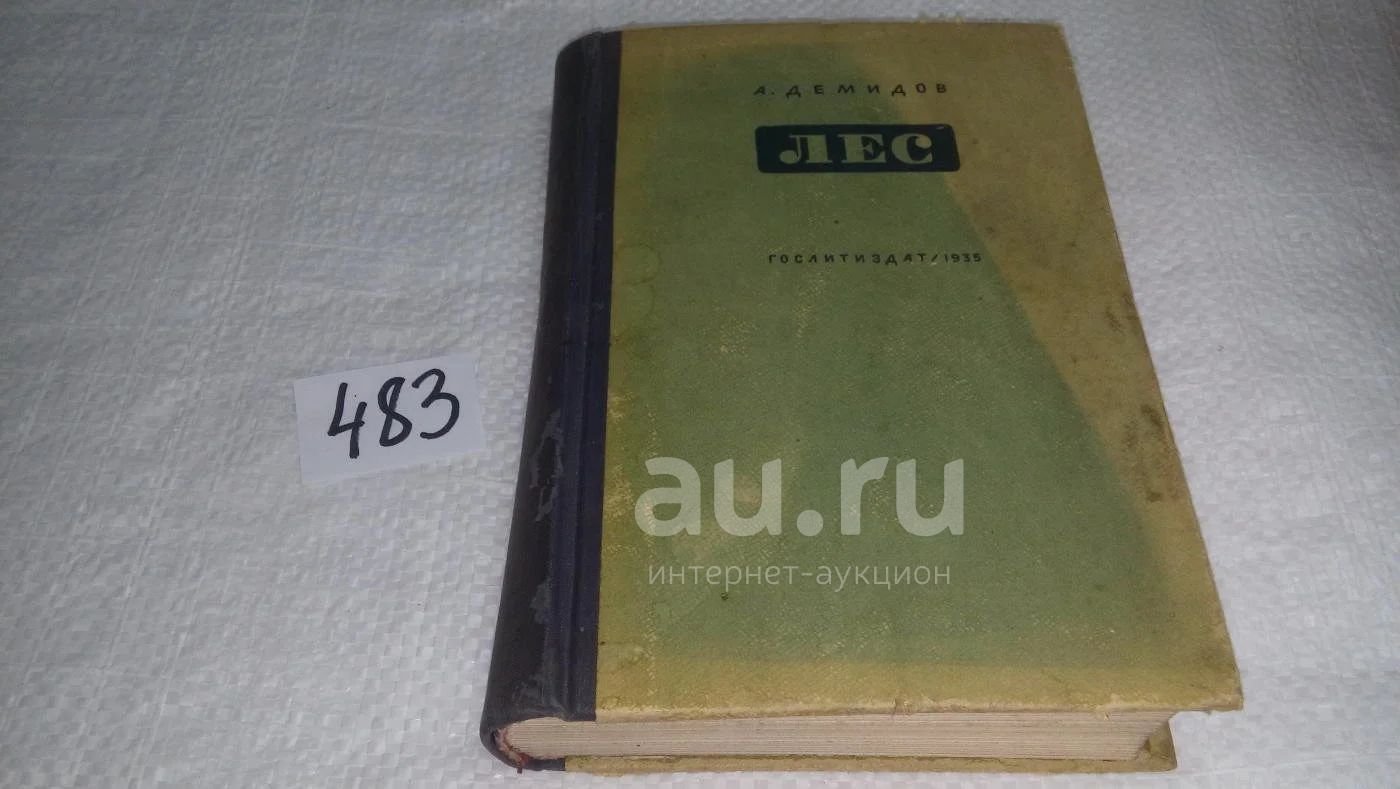 А. ДЕМИДОВ
ЛЕС
ГОСЛИТИЗДАТ/1935
483
au.ru
интернет-аукцион